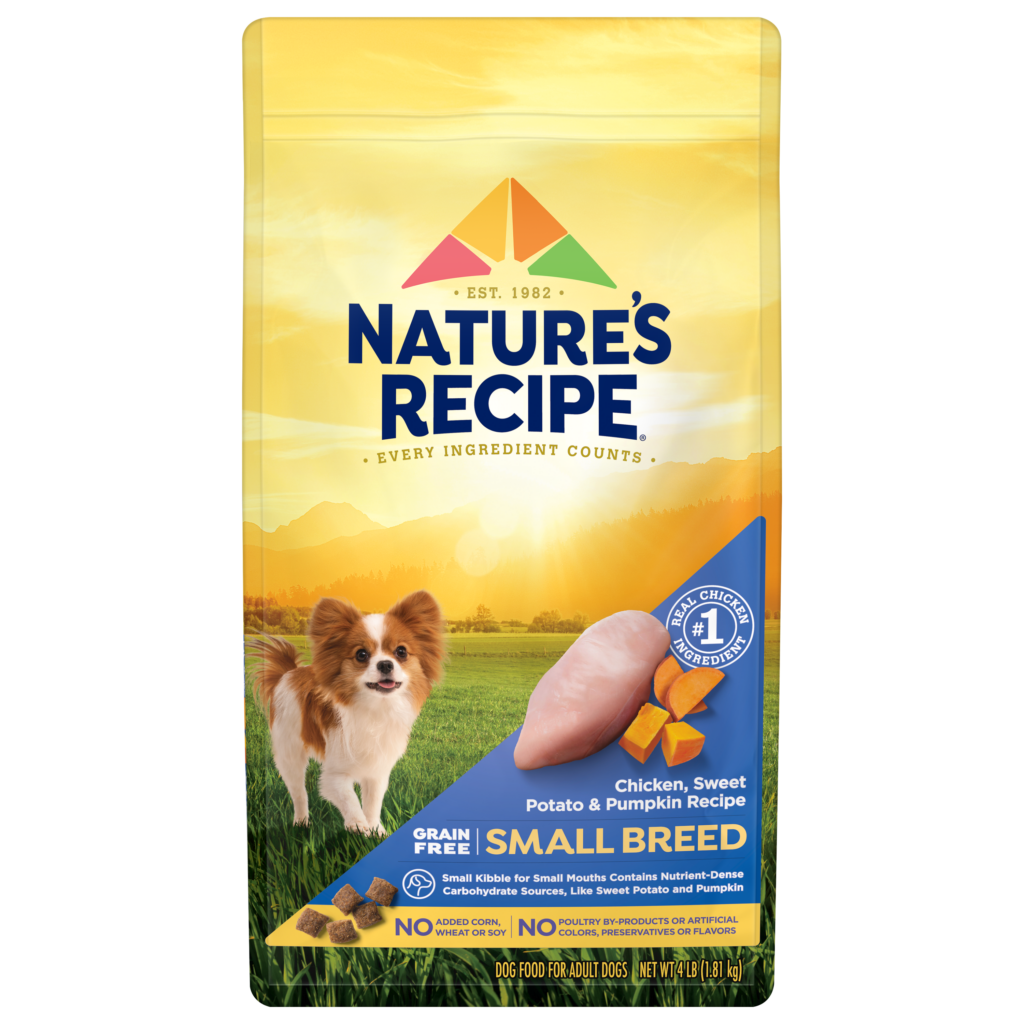 • EST. 1982 •
NATURE'S
RECIPE®
• EVERY INGREDIENT COUNTS •
REAL CHICKEN
#1
INGREDIENT
Chicken, Sweet
Potato & Pumpkin Recipe
GRAIN
FREE
SMALL BREED
Small Kibble for Small Mouths Contains Nutrient-Dense
Carbohydrate Sources, Like Sweet Potato and Pumpkin
NO ADDED CORN,
WHEAT OR SOY
NO POULTRY BY-PRODUCTS OR ARTIFICIAL
COLORS, PRESERVATIVES OR FLAVORS
DOG FOOD FOR ADULT DOGS NET WT 4 LB (1.81 kg)